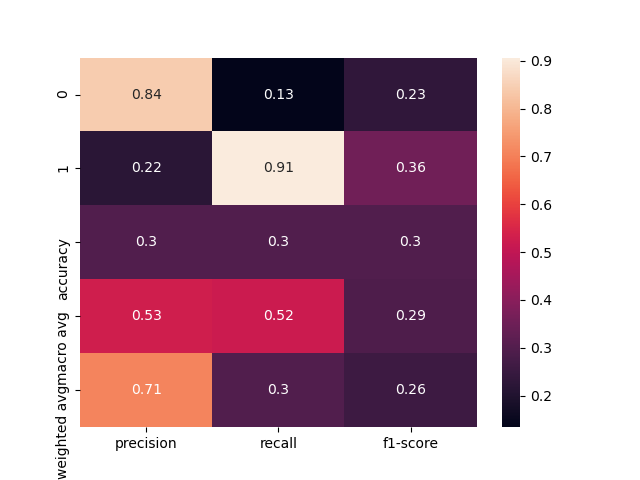 0 0.84 0.13 0.23
1 0.22 0.91 0.36
accuracy 0.3 0.3 0.3
macro avg 0.53 0.52 0.29
weighted avg 0.71 0.3 0.26
precision recall f1-score
0.9
0.8
0.7
0.6
0.5
0.4
0.3
0.2